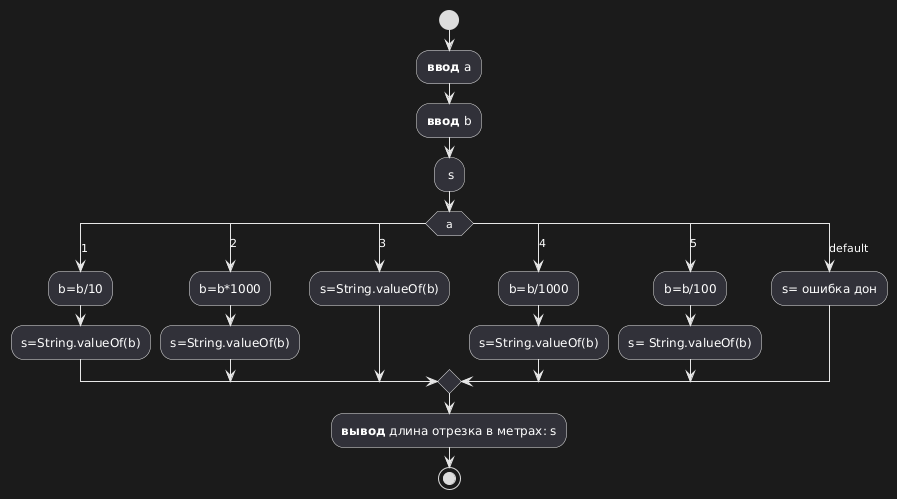 ввод a
ввод b
s
a
1
2
3
4
5
default
b=b/10
b=b*1000
s=String.valueOf(b)
b=b/1000
b=b/100
s= ошибка дон
s=String.valueOf(b)
s=String.valueOf(b)
s=String.valueOf(b)
s= String.valueOf(b)
вывод длина отрезка в метрах: s